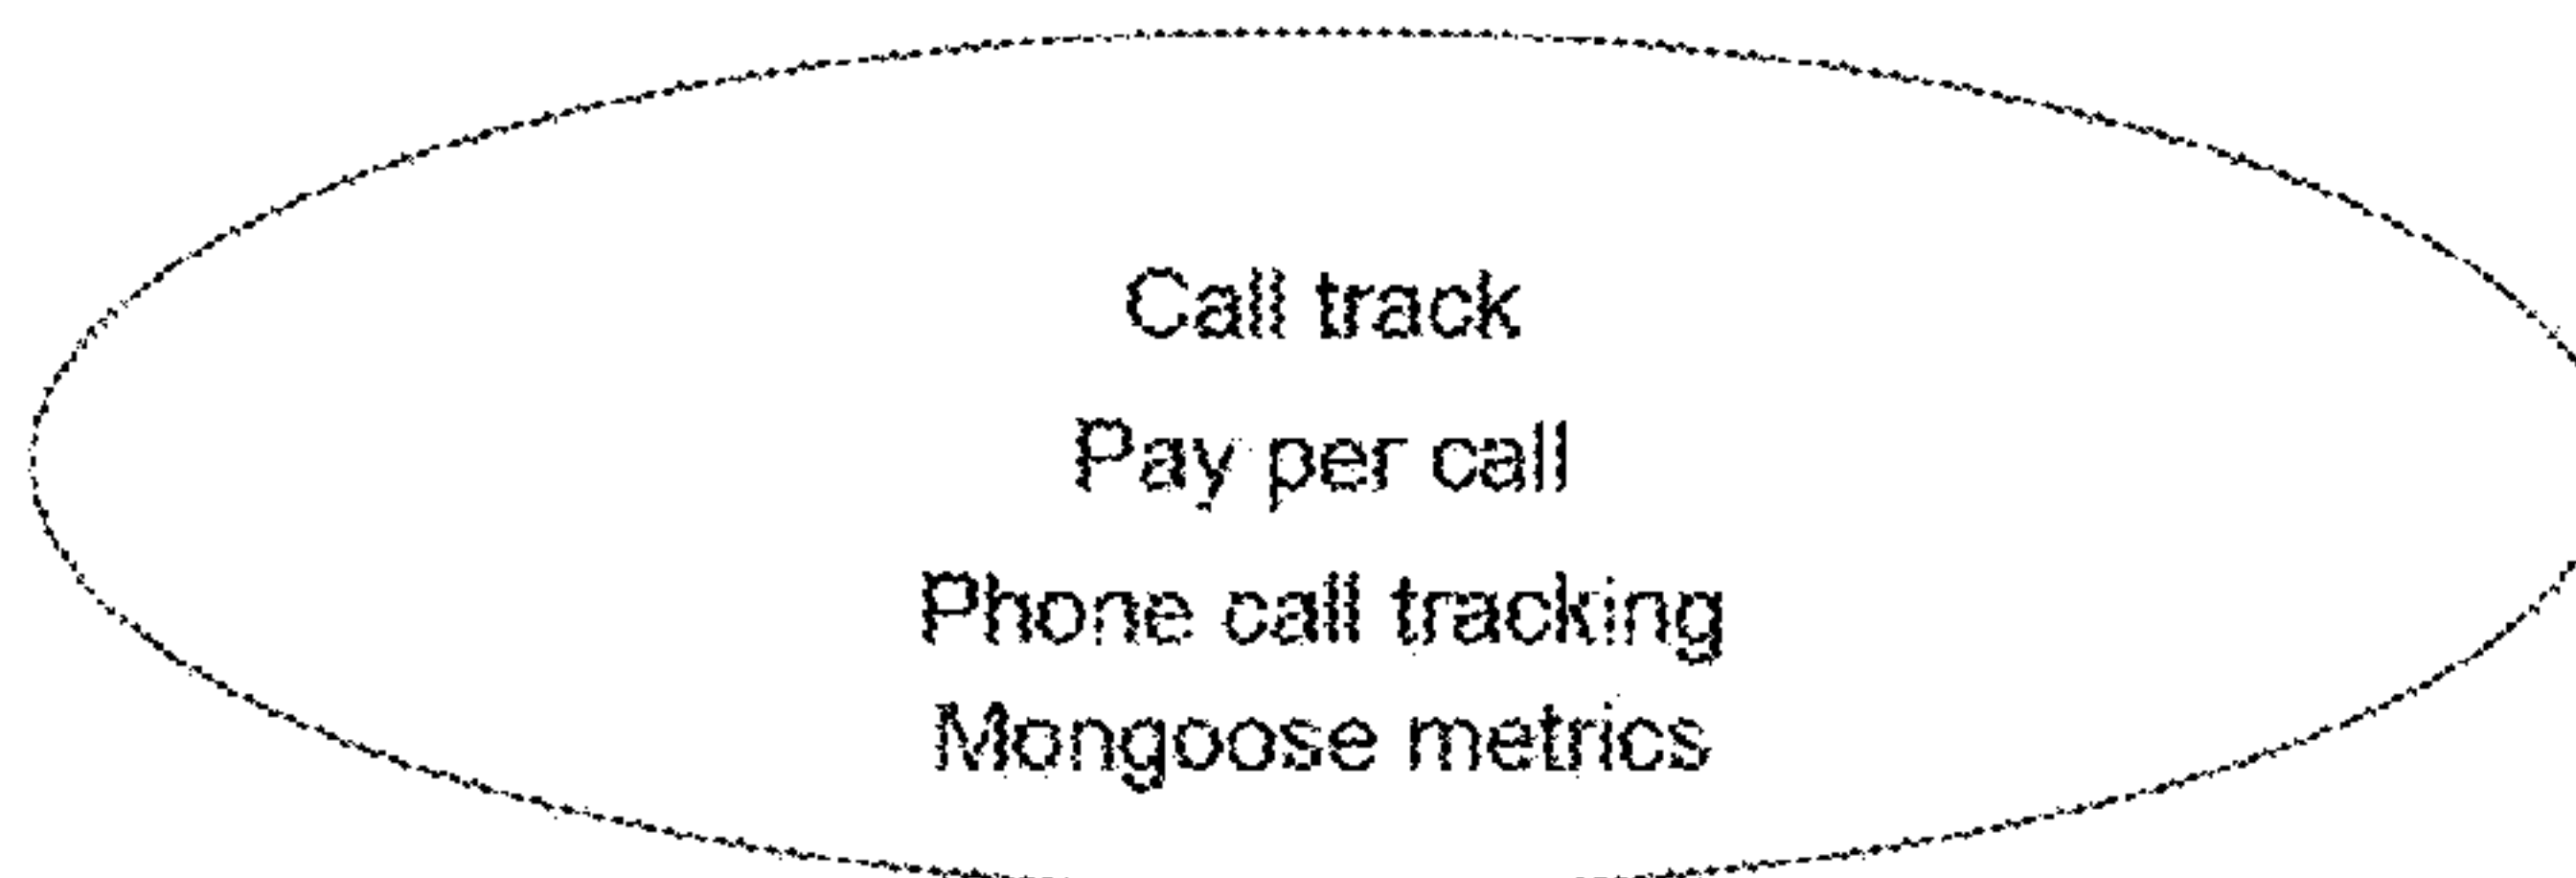 Call track
Pay per call
Phone call tracking
Mongoose metrics